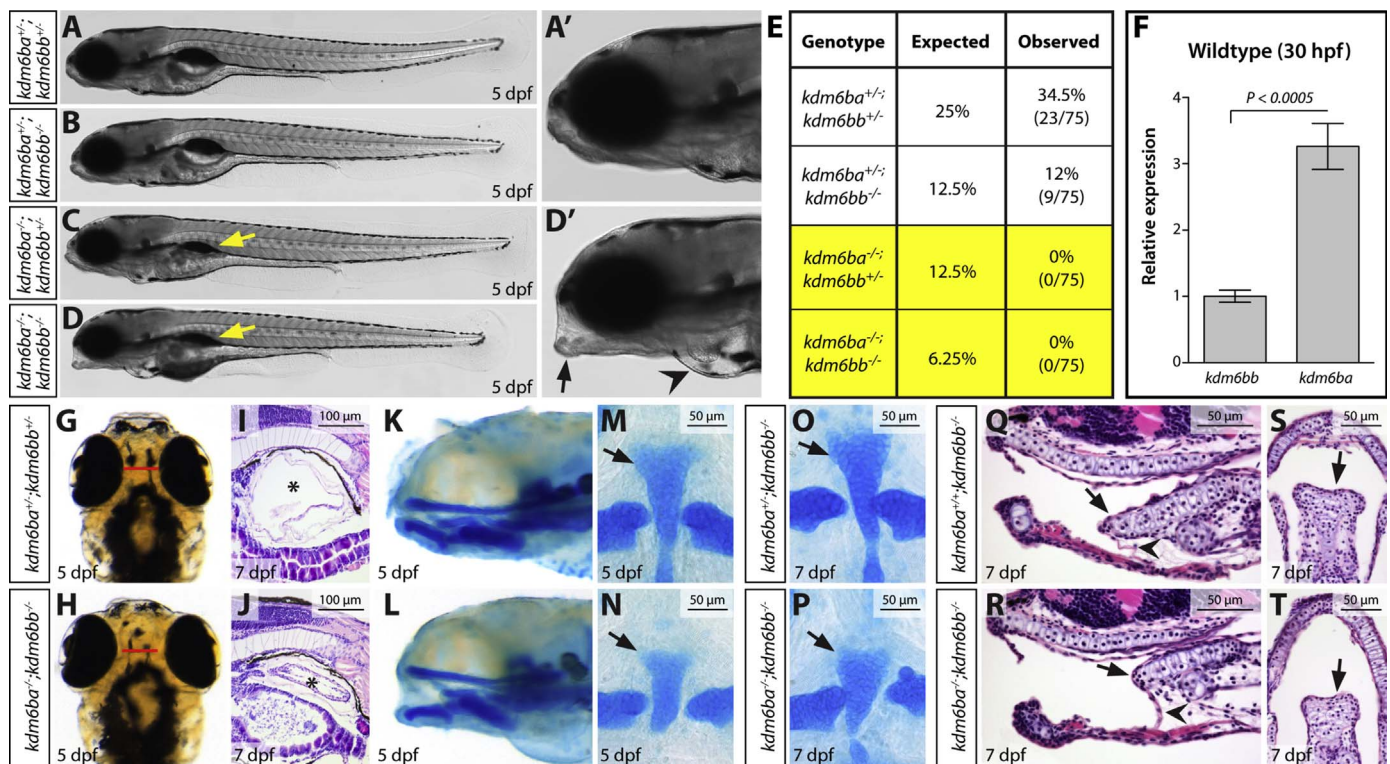 kdm6ba+/-;
kdm6bb+/-
A
5 dpf
kdm6ba+/-;
kdm6bb-/-
B
5 dpf
kdm6ba-/-;
kdm6bb+/-
C
5 dpf
kdm6ba-/-;
kdm6bb-/-
D
5 dpf
A'
D'
E
Genotype Expected Observed
kdm6ba+/-;
kdm6bb+/-
25%
34.5%
(23/75)
kdm6ba+/-;
kdm6bb-/-
12.5%
12%
(9/75)
kdm6ba-/-;
kdm6bb+/-
12.5%
0%
(0/75)
kdm6ba-/-;
kdm6bb-/-
6.25%
0%
(0/75)
F
Wildtype (30 hpf)
P < 0.0005
Relative expression
4
3
2
1
0
kdm6bb kdm6ba
kdm6ba+/-;kdm6bb+/-
G
5 dpf
I
100 µm
*
7 dpf
K
5 dpf
M
50 µm
5 dpf
kdm6ba+/-;kdm6bb-/-
O
50 µm
7 dpf
kdm6ba+/+;kdm6bb-/-
Q
50 µm
7 dpf
S
50 µm
7 dpf
kdm6ba-/-;kdm6bb-/-
H
5 dpf
J
100 µm
*
7 dpf
L
5 dpf
N
50 µm
5 dpf
kdm6ba-/-;kdm6bb-/-
P
50 µm
7 dpf
kdm6ba-/-;kdm6bb-/-
R
50 µm
7 dpf
T
50 µm
7 dpf